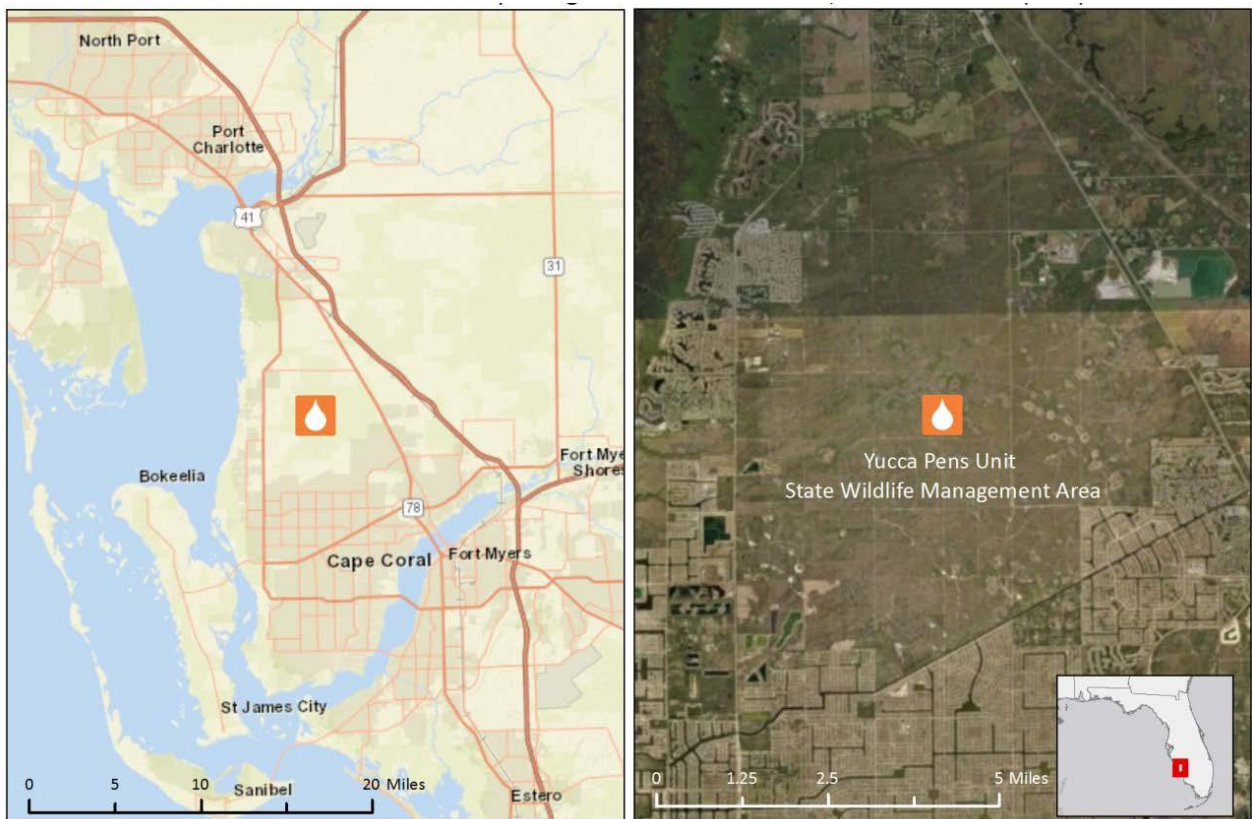 North Port
Port
Charlotte
41
31
Bokeelia
Fort Mye
Shores
78
Cape Coral
Fort Myers
St James City
Sanibel
Estero
0 5 10 20 Miles
Yucca Pens Unit
State Wildlife Management Area
0 1.25 2.5 5 Miles